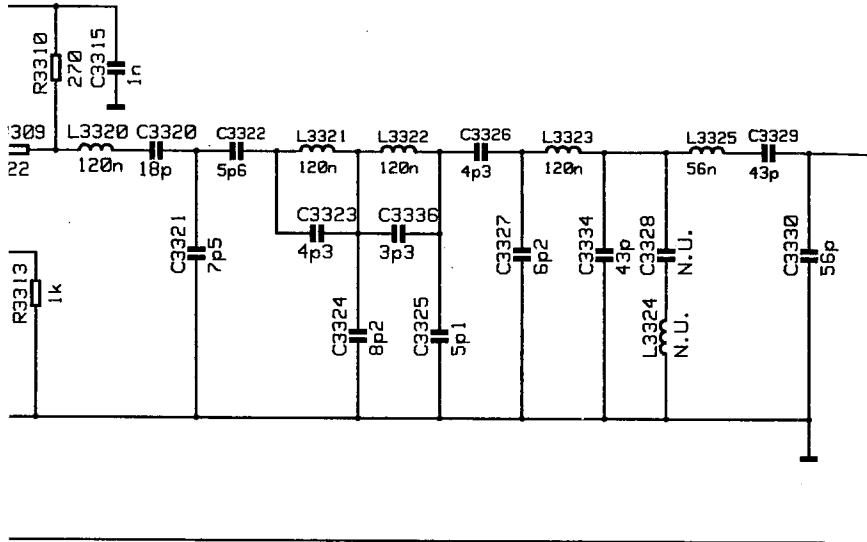 R3310
270
C3315
1n
3309
22
L3320
120n
C3320
18p
C3322
5p6
L3321
120n
L3322
120n
C3326
4p3
L3323
120n
L3325
56n
C3329
43p
C3321
7p5
C3323
4p3
C3336
3p3
C3327
6p2
C3334
43p
C3328
N.U.
C3330
56p
R3313
1k
C3324
8p2
C3325
5p1
L3324
N.U.